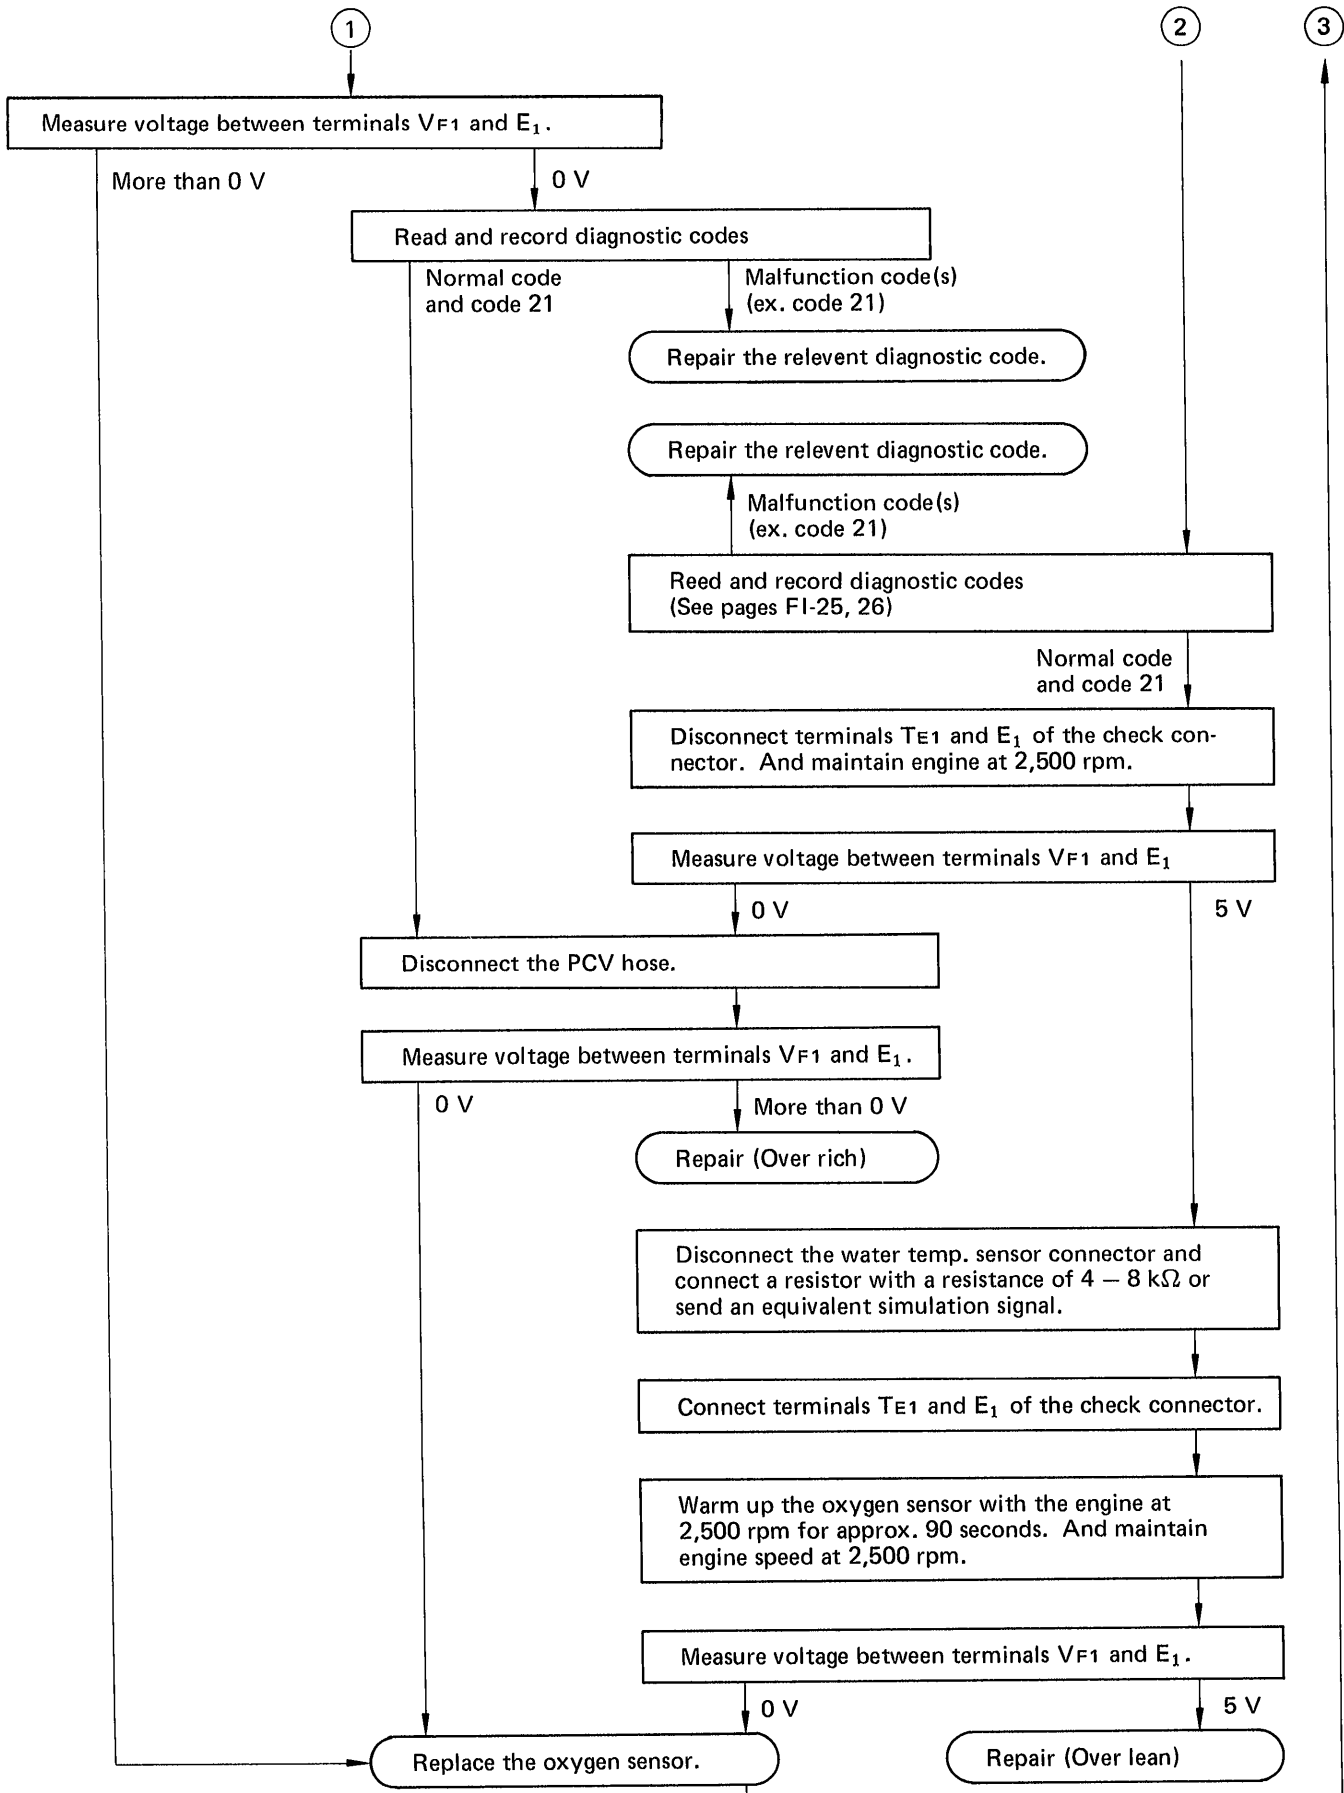 1
2
3
Measure voltage between terminals VF1 and E1.
More than 0 V
0 V
Read and record diagnostic codes
Normal code
and code 21
Malfunction code(s)
(ex. code 21)
Repair the relevent diagnostic code.
Repair the relevent diagnostic code.
Malfunction code(s)
(ex. code 21)
Reed and record diagnostic codes
(See pages FI-25, 26)
Normal code
and code 21
Disconnect terminals TE1 and E1 of the check con-
nector. And maintain engine at 2,500 rpm.
Measure voltage between terminals VF1 and E1
0 V
5 V
Disconnect the PCV hose.
Measure voltage between terminals VF1 and E1.
0 V
More than 0 V
Repair (Over rich)
Disconnect the water temp. sensor connector and
connect a resistor with a resistance of 4 – 8 kΩ or
send an equivalent simulation signal.
Connect terminals TE1 and E1 of the check connector.
Warm up the oxygen sensor with the engine at
2,500 rpm for approx. 90 seconds. And maintain
engine speed at 2,500 rpm.
Measure voltage between terminals VF1 and E1.
0 V
5 V
Replace the oxygen sensor.
Repair (Over lean)